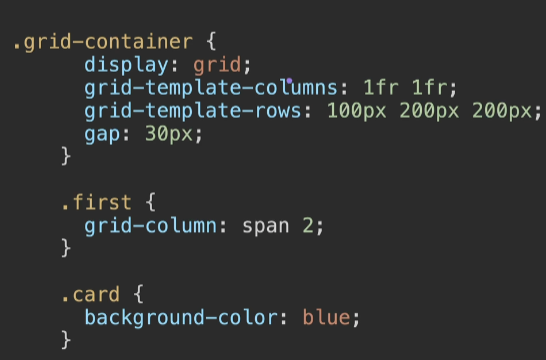 .grid-container {
display: grid;
grid-template-columns: 1fr 1fr;
grid-template-rows: 100px 200px 200px;
gap: 30px;
}
.first {
grid-column: span 2;
}
.card {
background-color: blue;
}